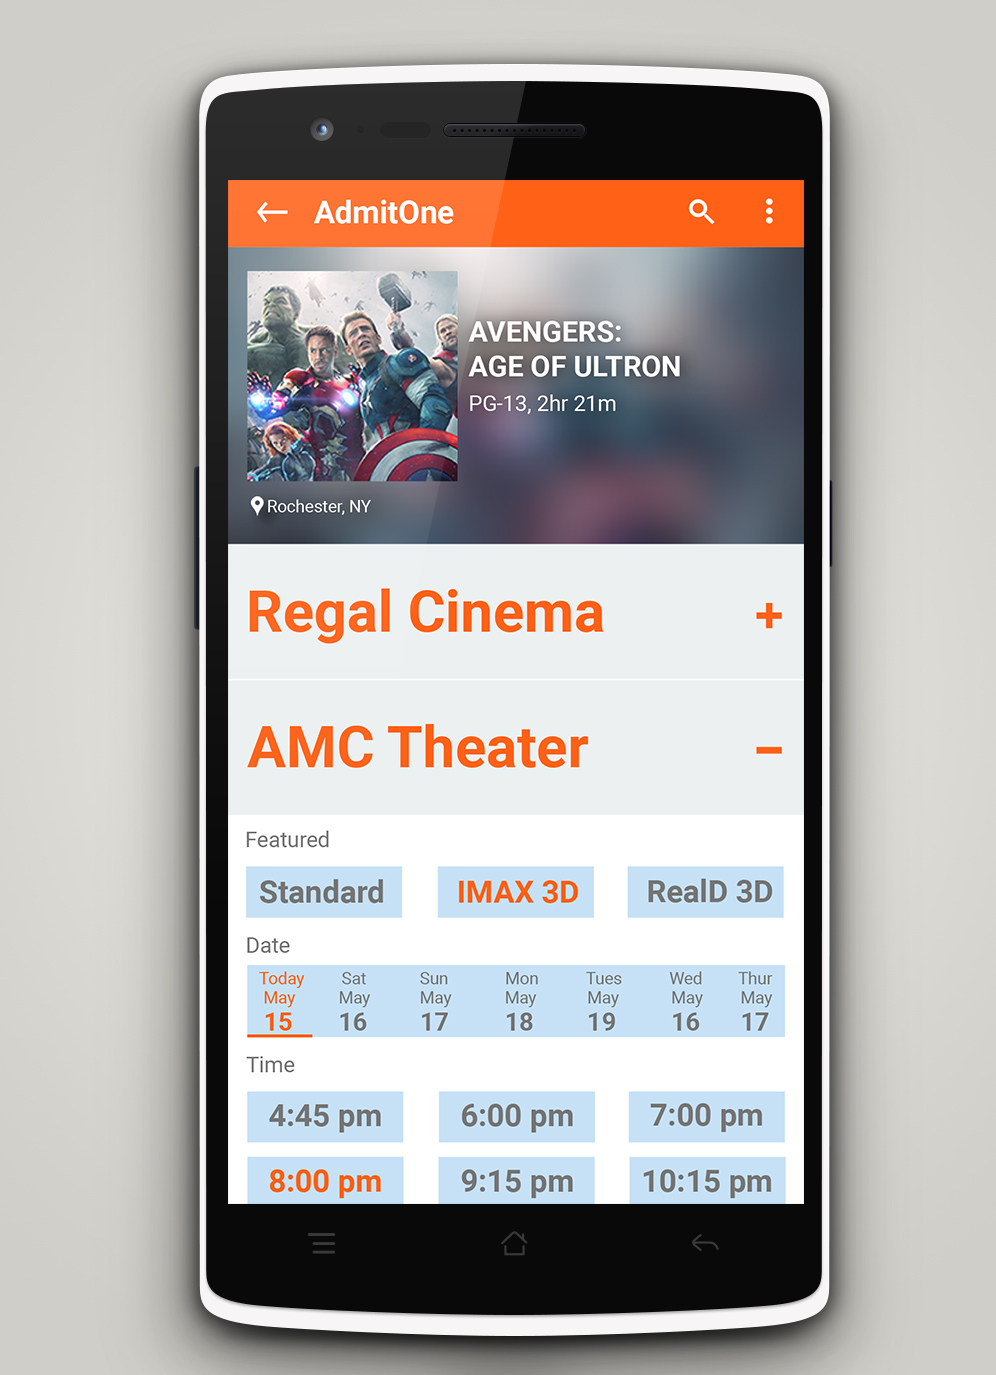 AdmitOne
AVENGERS:
AGE OF ULTRON
PG-13, 2hr 21m
Rochester, NY
Regal Cinema +
AMC Theater −
Featured
Standard IMAX 3D RealD 3D
Date
Today Sat Sun Mon Tues Wed Thur
May May May May May May May
15 16 17 18 19 16 17
Time
4:45 pm 6:00 pm 7:00 pm
8:00 pm 9:15 pm 10:15 pm